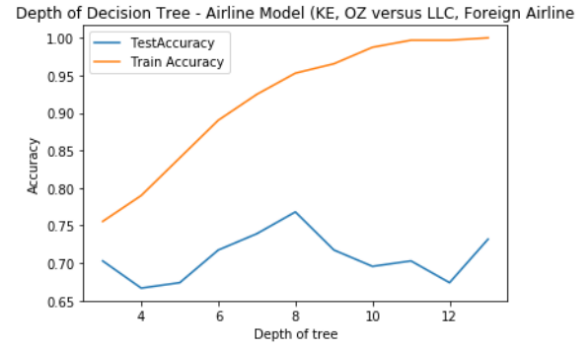 Depth of Decision Tree - Airline Model (KE, OZ versus LLC, Foreign Airline
TestAccuracy
Train Accuracy
Accuracy
1.00
0.95
0.90
0.85
0.80
0.75
0.70
0.65
4 6 8 10 12
Depth of tree